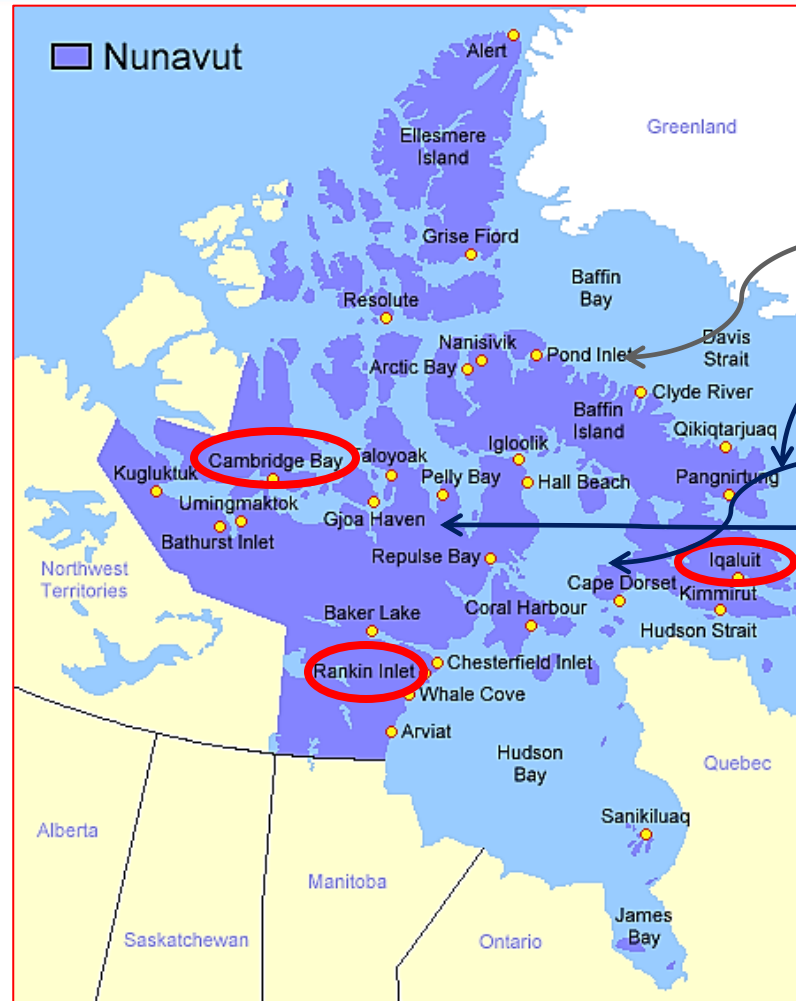 Nunavut
Alert
Greenland
Ellesmere
Island
Grise Fiord
Baffin
Bay
Resolute
Davis
Strait
Nanisivik
Pond Inlet
Arctic Bay
Clyde River
Baffin
Island
Qikiqtarjuaq
Igloolik
Cambridge Bay
Taloyoak
Kugluktuk
Pelly Bay
Hall Beach
Pangnirtung
Umingmaktok
Gjoa Haven
Bathurst Inlet
Repulse Bay
Iqaluit
Northwest
Territories
Cape Dorset
Kimmirut
Baker Lake
Coral Harbour
Hudson Strait
Rankin Inlet
Chesterfield Inlet
Whale Cove
Arviat
Hudson
Bay
Quebec
Sanikiluaq
Alberta
Manitoba
James
Bay
Saskatchewan
Ontario